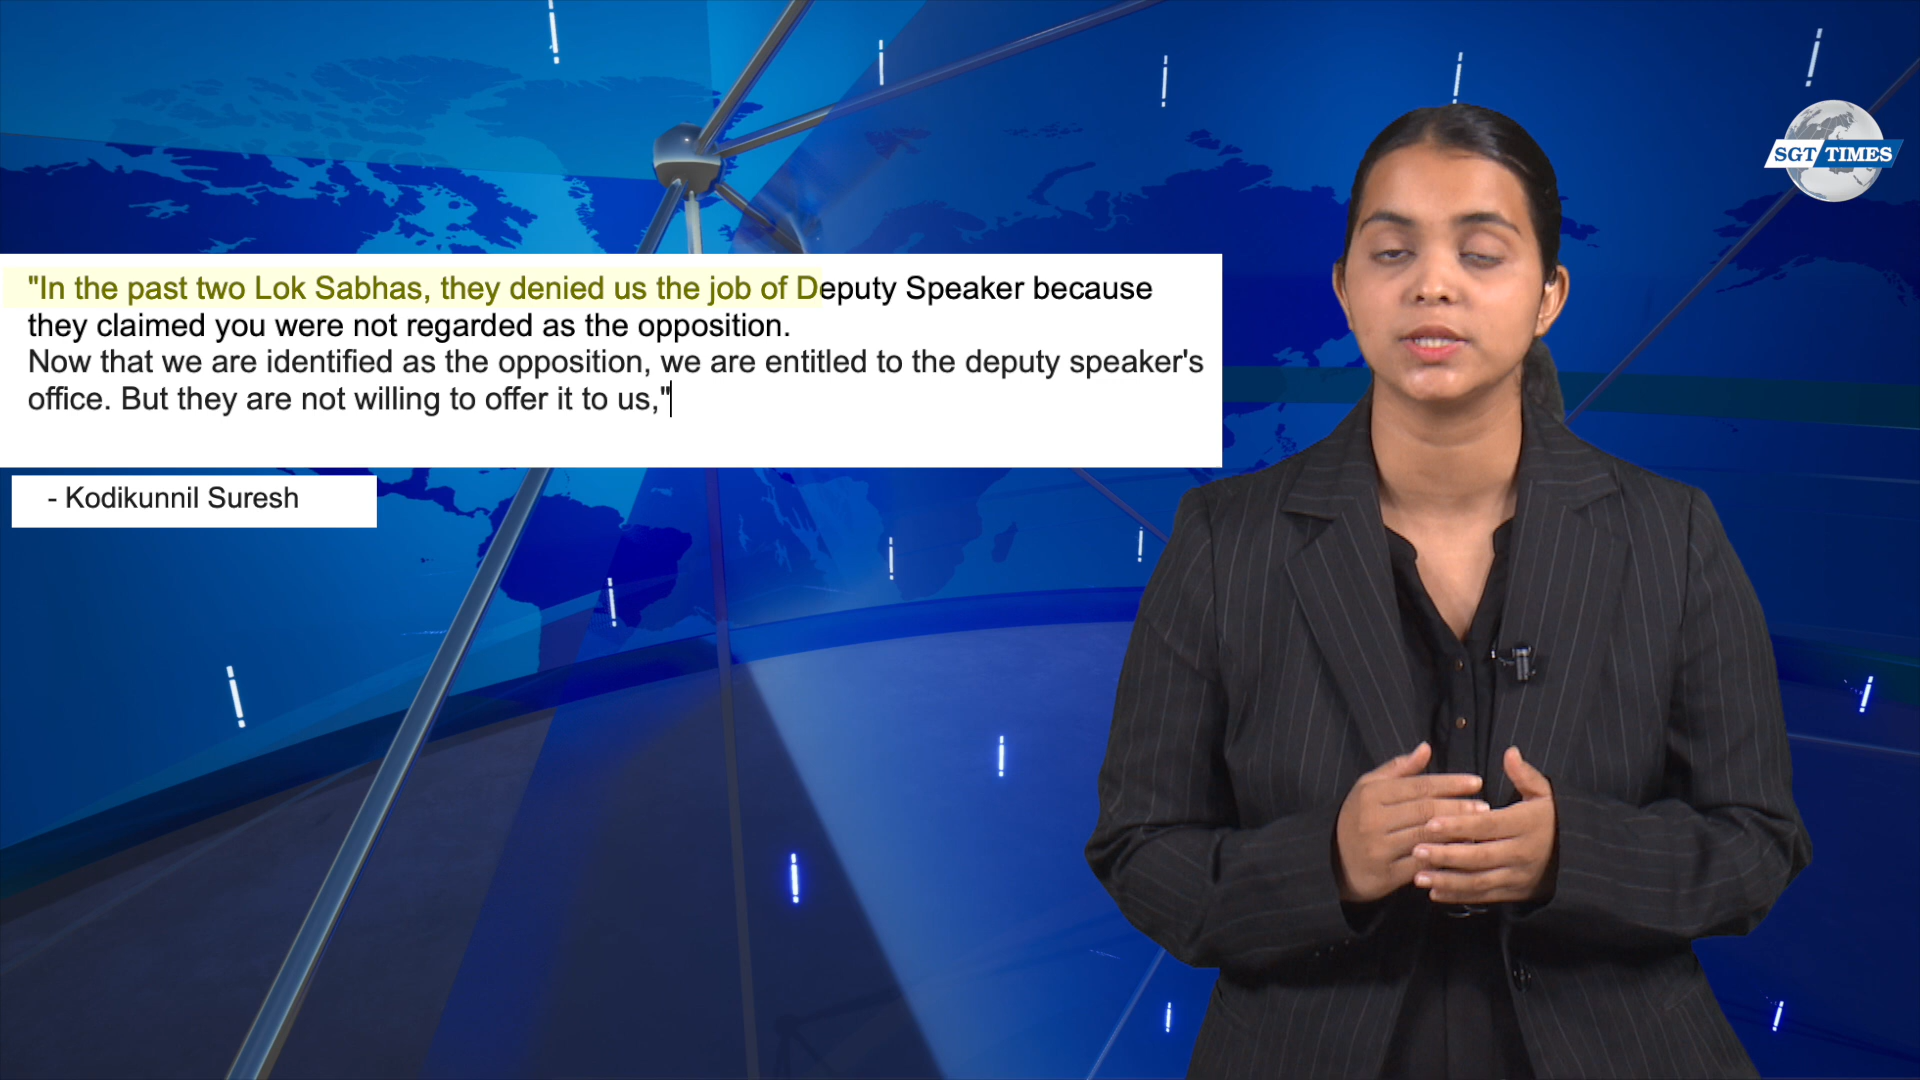 SGT TIMES
"In the past two Lok Sabhas, they denied us the job of Deputy Speaker because
they claimed you were not regarded as the opposition.
Now that we are identified as the opposition, we are entitled to the deputy speaker's
office. But they are not willing to offer it to us,"
- Kodikunnil Suresh